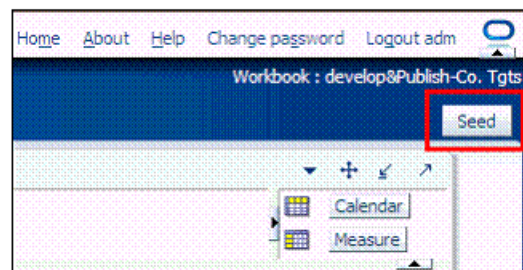 Home About Help Change password Logout adm
Workbook : develop&Publish-Co. Tgts
Seed
Calendar
Measure